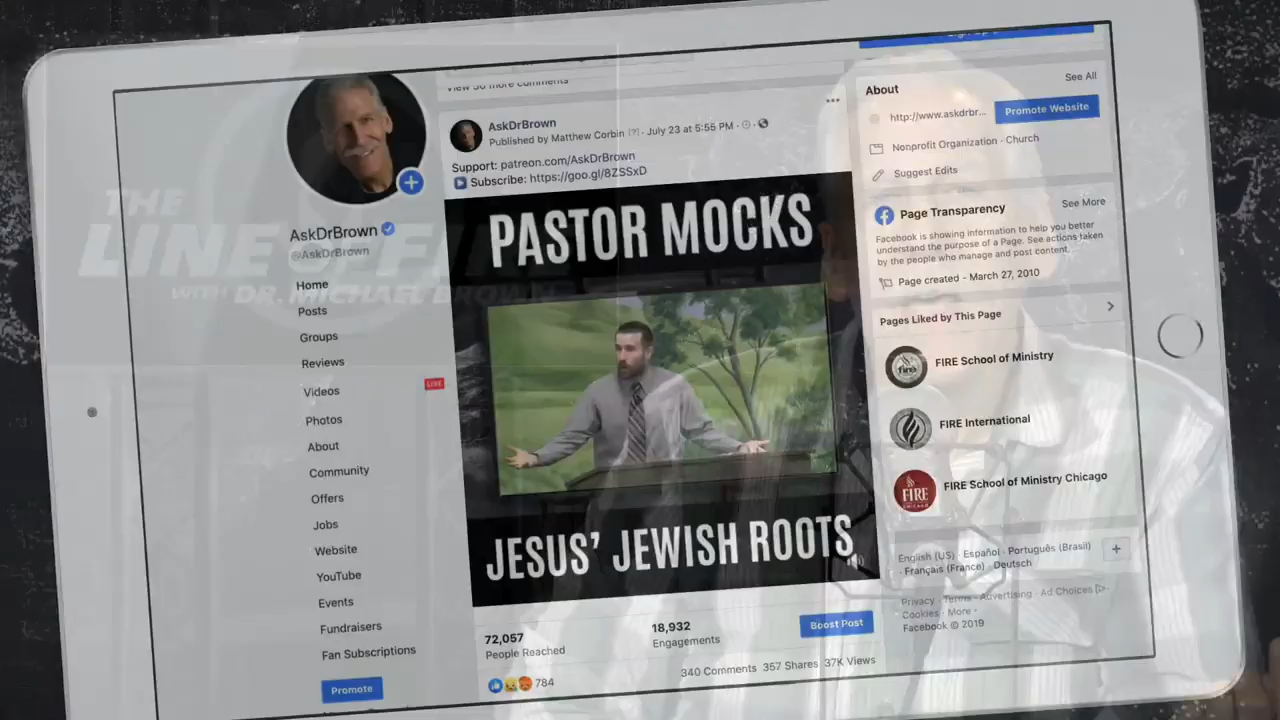 THE
LINE OF FIRE
WITH DR. MICHAEL BROWN
AskDrBrown
@AskDrBrown
Home
Posts
Groups
Reviews
Videos
LIVE
Photos
About
Community
Offers
Jobs
Website
YouTube
Events
Fundraisers
Fan Subscriptions
Promote
View 50 more comments
AskDrBrown
Published by Matthew Corbin [?] · July 23 at 5:55 PM ·
Support: patreon.com/AskDrBrown
Subscribe: https://goo.gl/8ZSSxD
PASTOR MOCKS
JESUS' JEWISH ROOTS
72,057
People Reached
18,932
Engagements
Boost Post
784
340 Comments 357 Shares 37K Views
About
See All
http://www.askdrbr...
Promote Website
Nonprofit Organization · Church
Suggest Edits
Page Transparency
See More
Facebook is showing information to help you better
understand the purpose of a Page. See actions taken
by the people who manage and post content.
Page created - March 27, 2010
Pages Liked by This Page
FIRE School of Ministry
FIRE International
FIRE School of Ministry Chicago
fire
FIRE
CHICAGO
English (US) · Español · Português (Brasil)
· Français (France) · Deutsch
Privacy · Terms · Advertising · Ad Choices
Cookies · More ·
Facebook © 2019